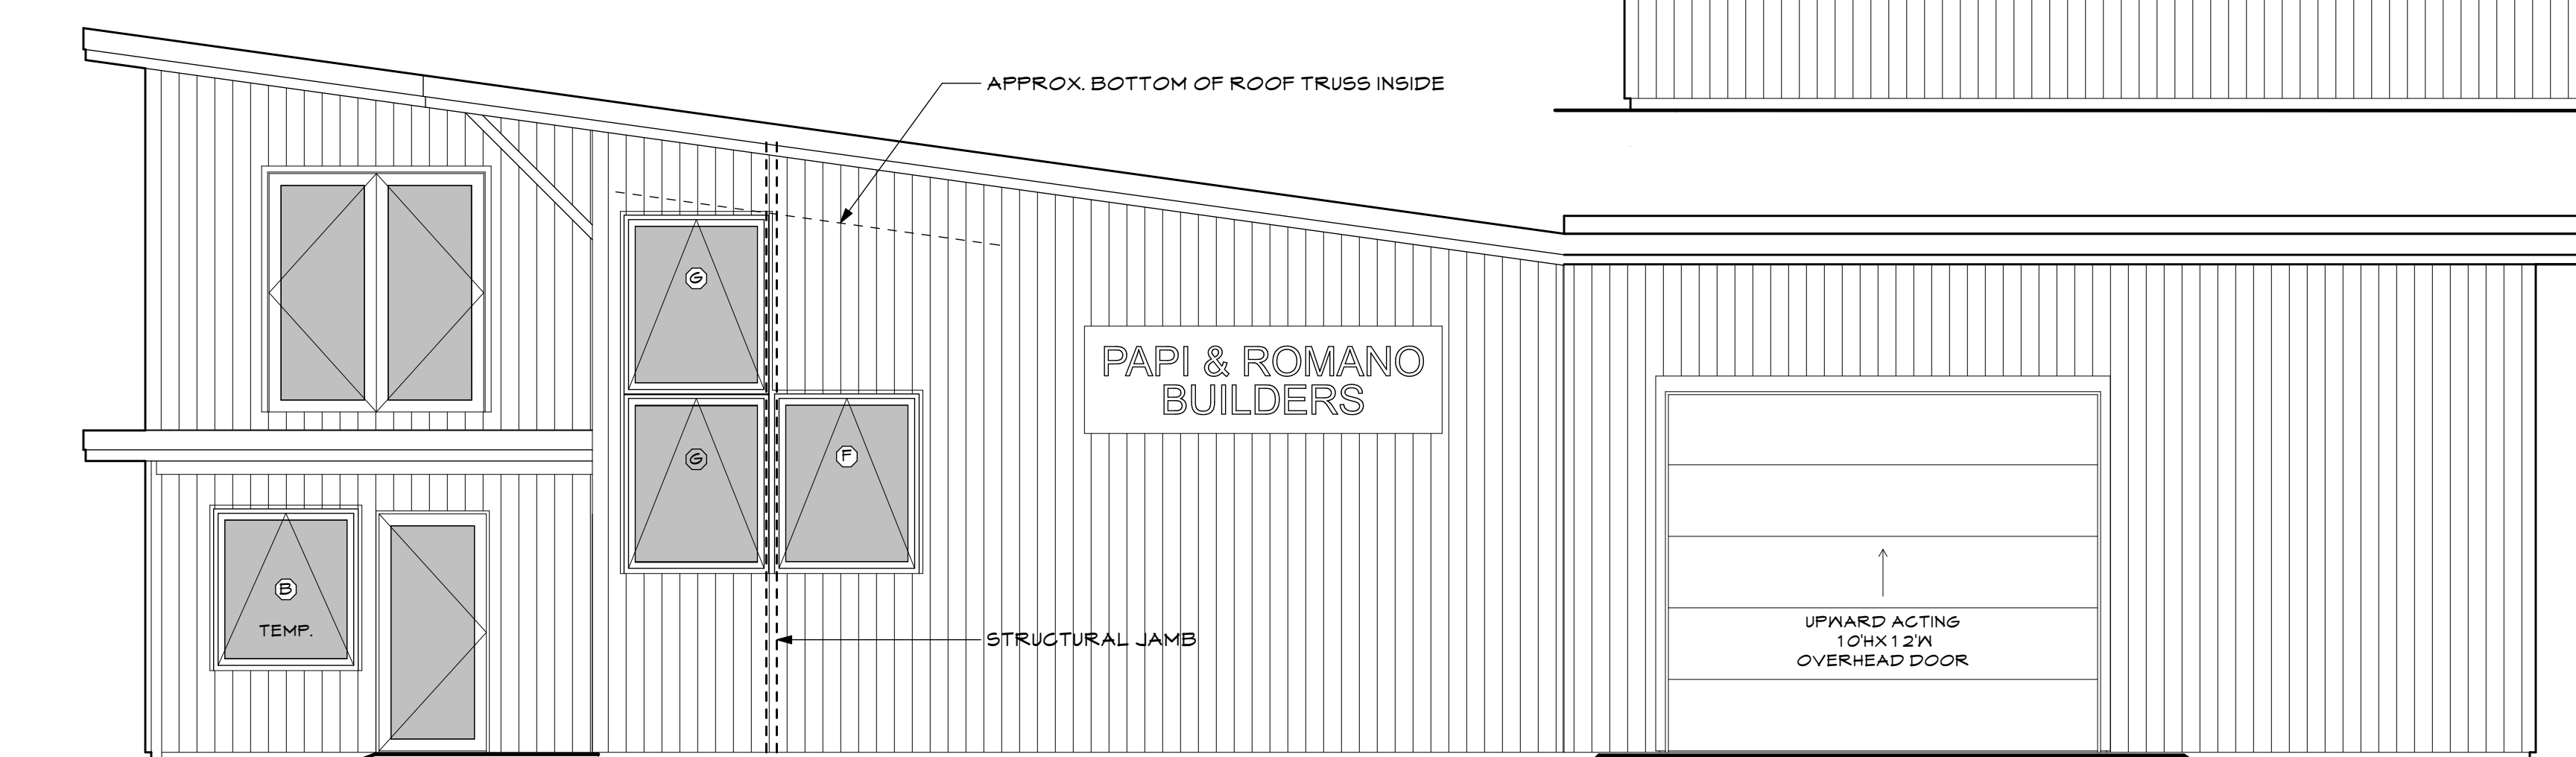 APPROX. BOTTOM OF ROOF TRUSS INSIDE
G
PAPI & ROMANO
BUILDERS
G
F
B
TEMP.
STRUCTURAL JAMB
UPWARD ACTING
10'HX12'W
OVERHEAD DOOR